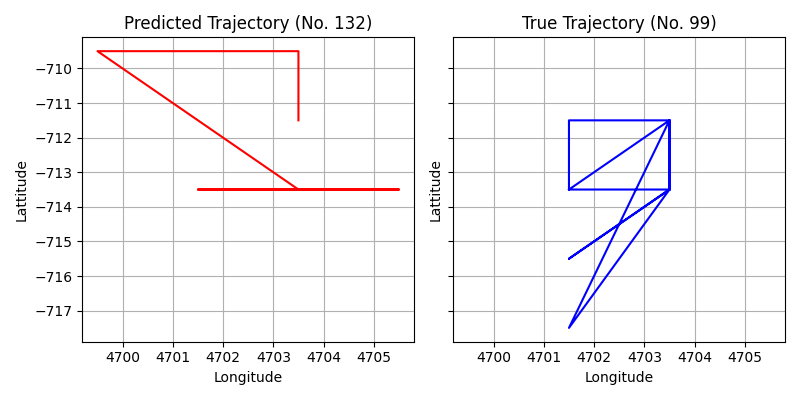 Predicted Trajectory (No. 132)
Lattitude
−710
−711
−712
−713
−714
−715
−716
−717
4700 4701 4702 4703 4704 4705
Longitude
True Trajectory (No. 99)
Lattitude
4700 4701 4702 4703 4704 4705
Longitude